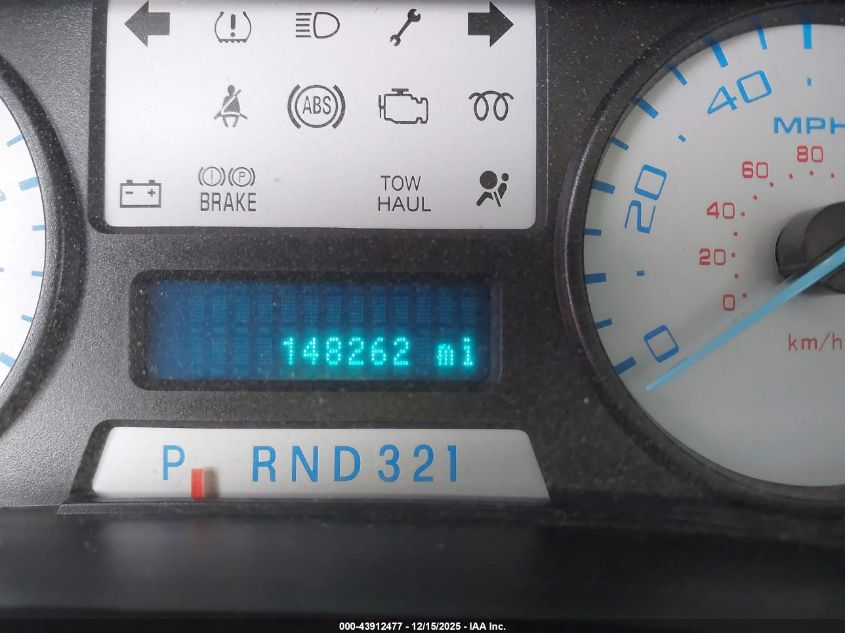 ABS
BRAKE
TOW
HAUL
40
MPH
20
0
80
60
40
20
0
km/h
148262 mi
P RND321
000-43912477 - 12/15/2025 - IAA Inc.